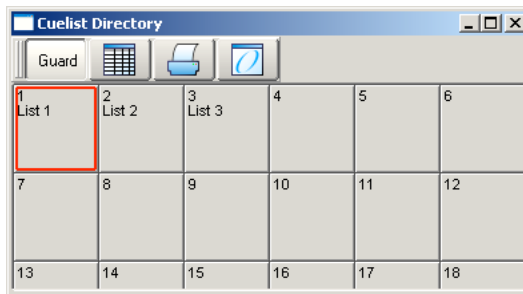 Cuelist Directory
Guard
1 2 3 4 5 6
List 1 List 2 List 3
7 8 9 10 11 12
13 14 15 16 17 18